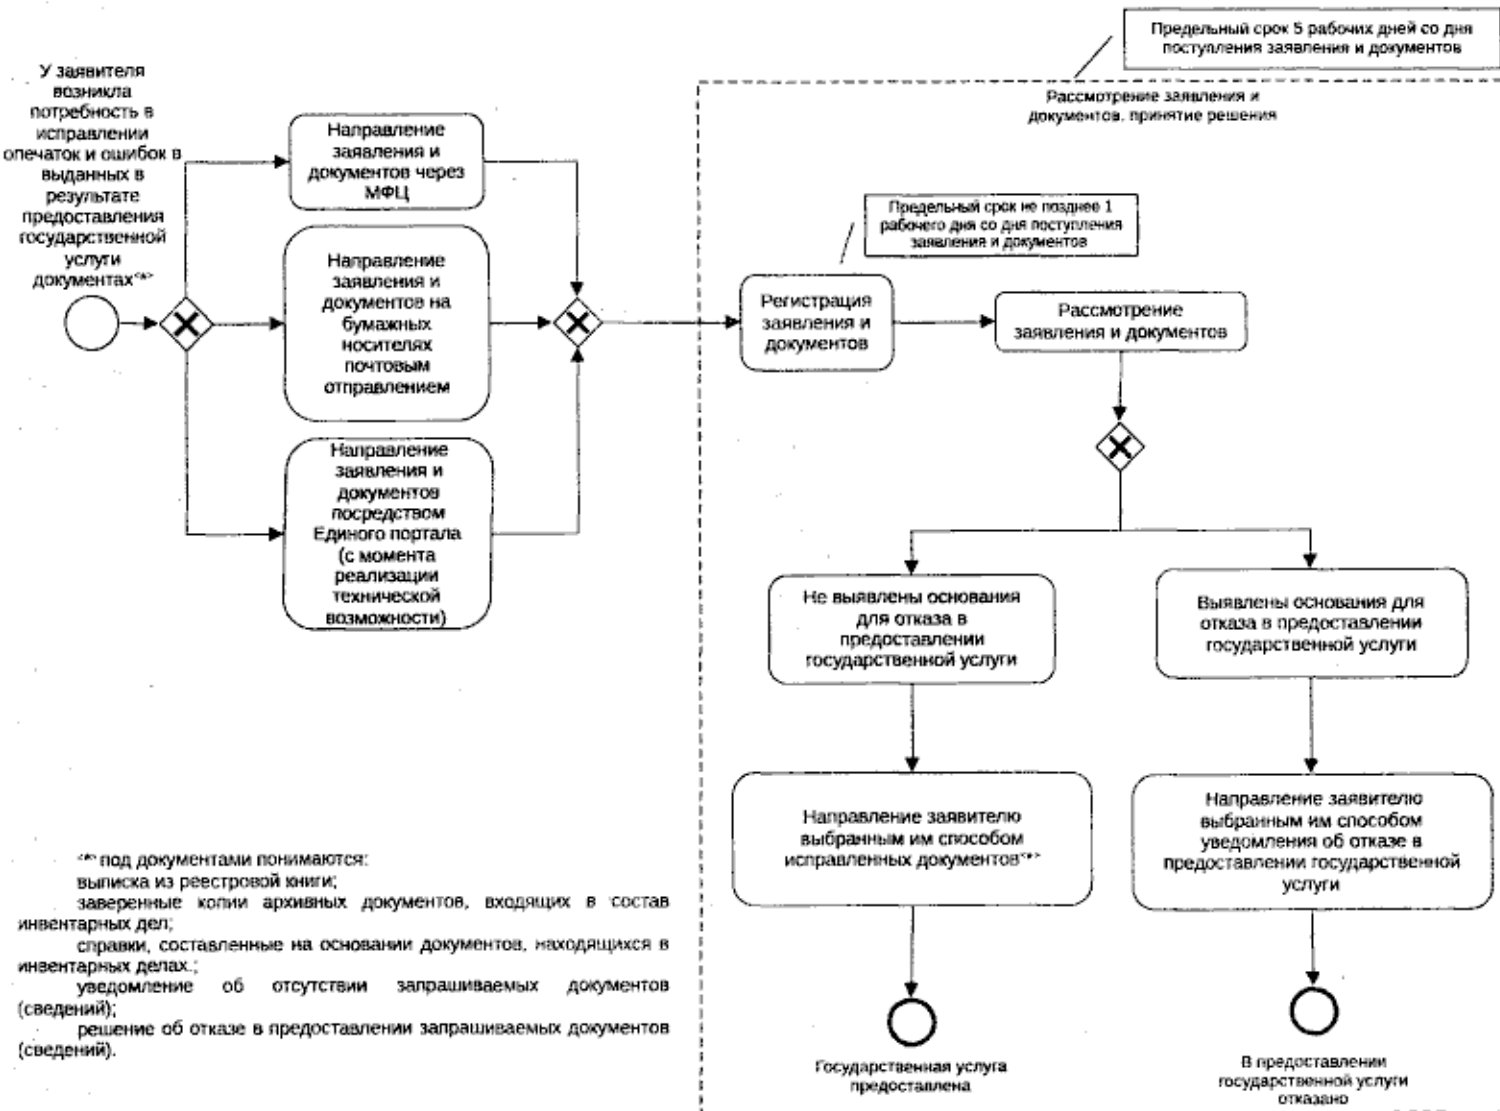 Предельный срок 5 рабочих дней со дня
поступления заявления и документов
У заявителя
возникла
потребность в
исправлении
опечаток и ошибок в
выданных в
результате
предоставления
государственной
услуги
документах<*>
Направление
заявления и
документов через
МФЦ
Направление
заявления и
документов на
бумажных
носителях
почтовым
отправлением
Направление
заявления и
документов
посредством
Единого портала
(с момента
реализации
технической
возможности)
Рассмотрение заявления и
документов, принятие решения
Предельный срок не позднее 1
рабочего дня со дня поступления
заявления и документов
Регистрация
заявления и
документов
Рассмотрение
заявления и документов
Не выявлены основания
для отказа в
предоставлении
государственной услуги
Выявлены основания для
отказа в предоставлении
государственной услуги
Направление заявителю
выбранным им способом
исправленных документов<*>
Направление заявителю
выбранным им способом
уведомления об отказе в
предоставлении государственной
услуги
Государственная услуга
предоставлена
В предоставлении
государственной услуги
отказано
<*> под документами понимаются:
выписка из реестровой книги;
заверенные копии архивных документов, входящих в состав
инвентарных дел;
справки, составленные на основании документов, находящихся в
инвентарных делах.;
уведомление об отсутствии запрашиваемых документов
(сведений);
решение об отказе в предоставлении запрашиваемых документов
(сведений).